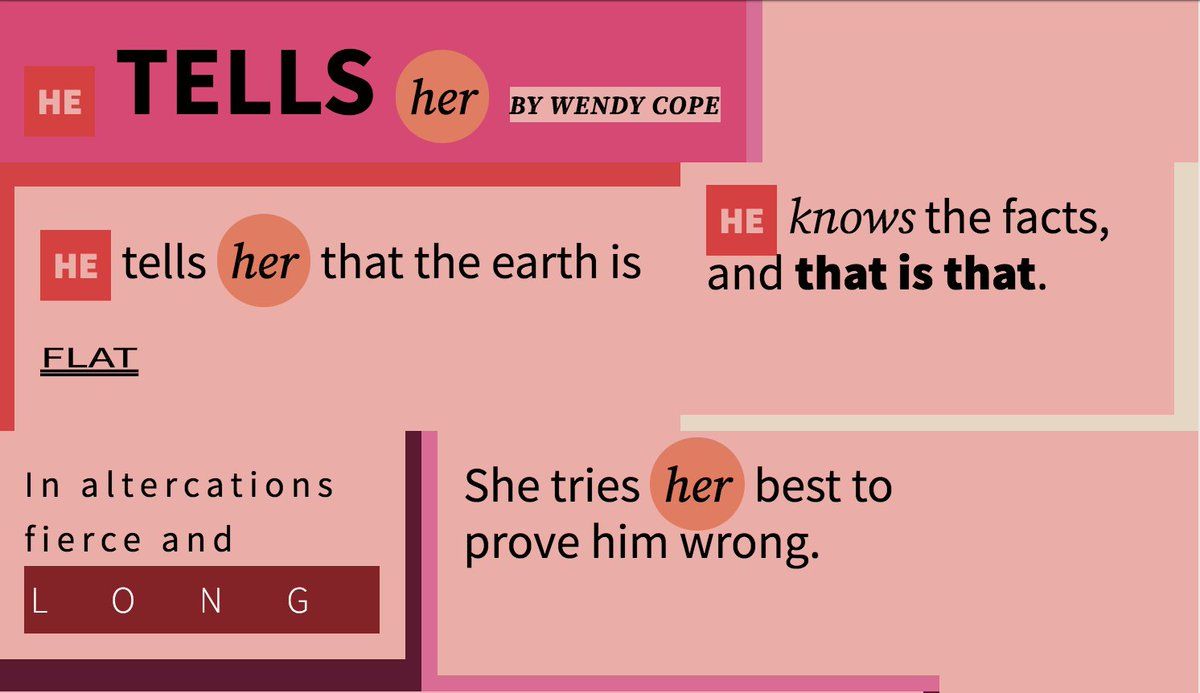 HE TELLS her BY WENDY COPE
HE tells her that the earth is
FLAT
HE knows the facts,
and that is that.
In altercations
fierce and
LONG
She tries her best to
prove him wrong.